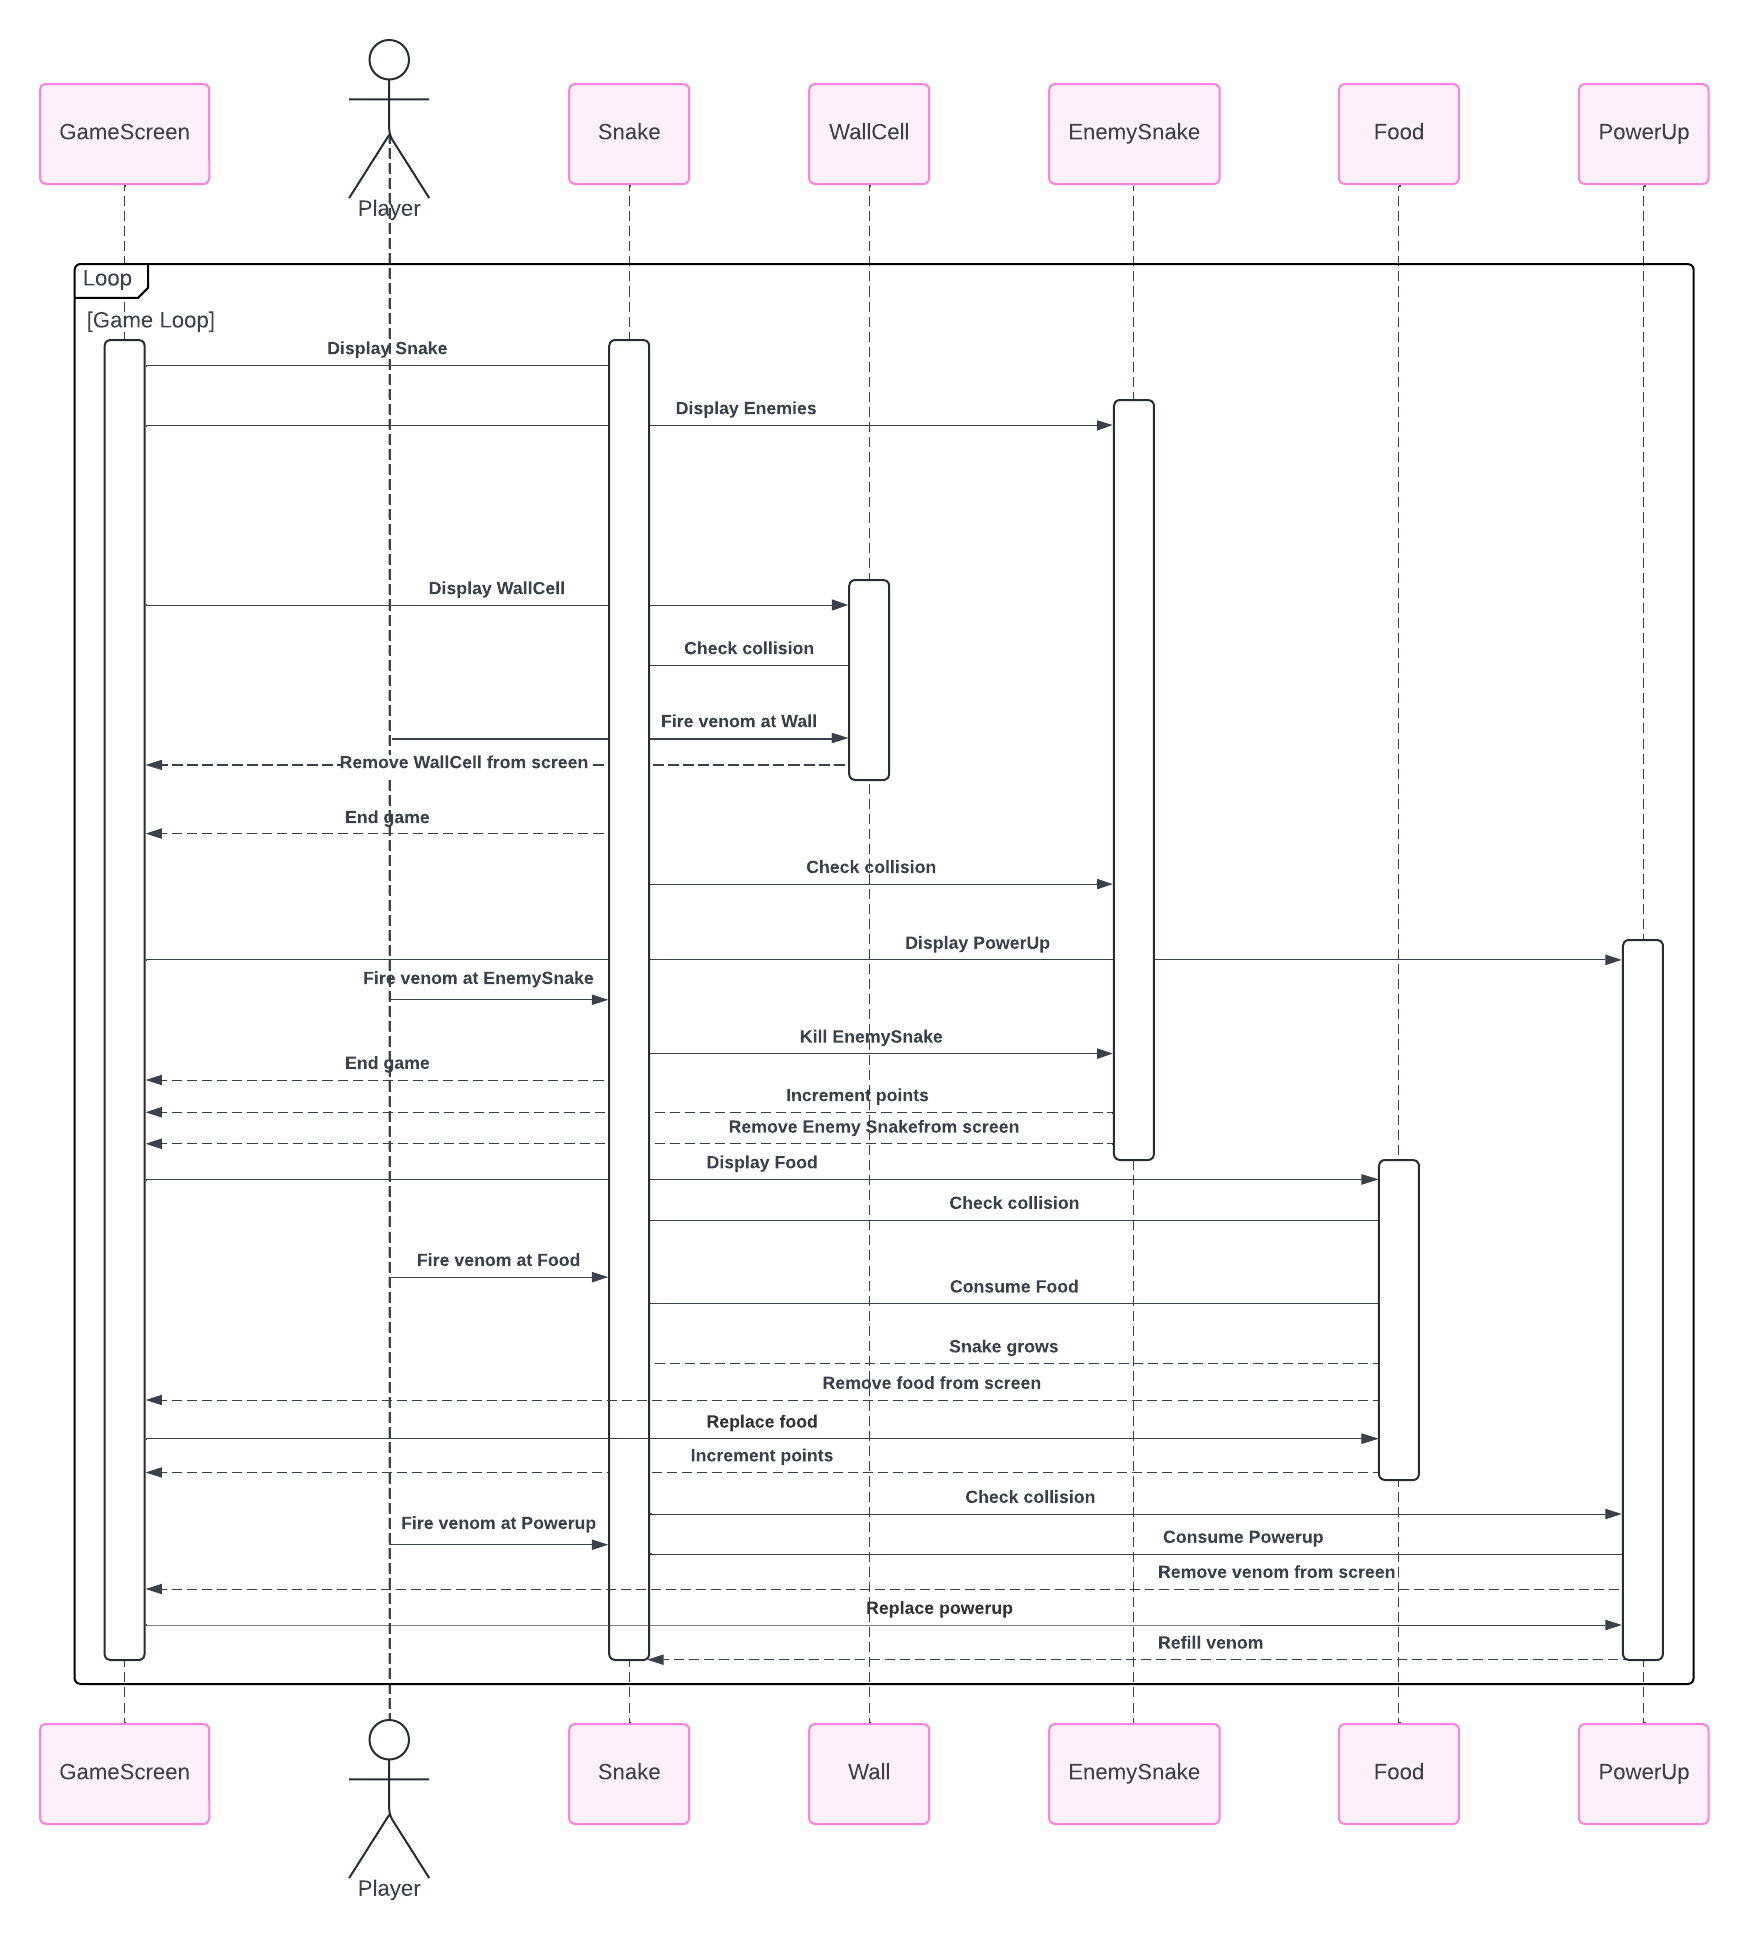 GameScreen
Player
Snake
WallCell
EnemySnake
Food
PowerUp
Loop
[Game Loop]
Display Snake
Display Enemies
Display WallCell
Check collision
Fire venom at Wall
Remove WallCell from screen
End game
Check collision
Display PowerUp
Fire venom at EnemySnake
Kill EnemySnake
End game
Increment points
Remove Enemy Snakefrom screen
Display Food
Check collision
Fire venom at Food
Consume Food
Snake grows
Remove food from screen
Replace food
Increment points
Check collision
Fire venom at Powerup
Consume Powerup
Remove venom from screen
Replace powerup
Refill venom
GameScreen
Player
Snake
Wall
EnemySnake
Food
PowerUp